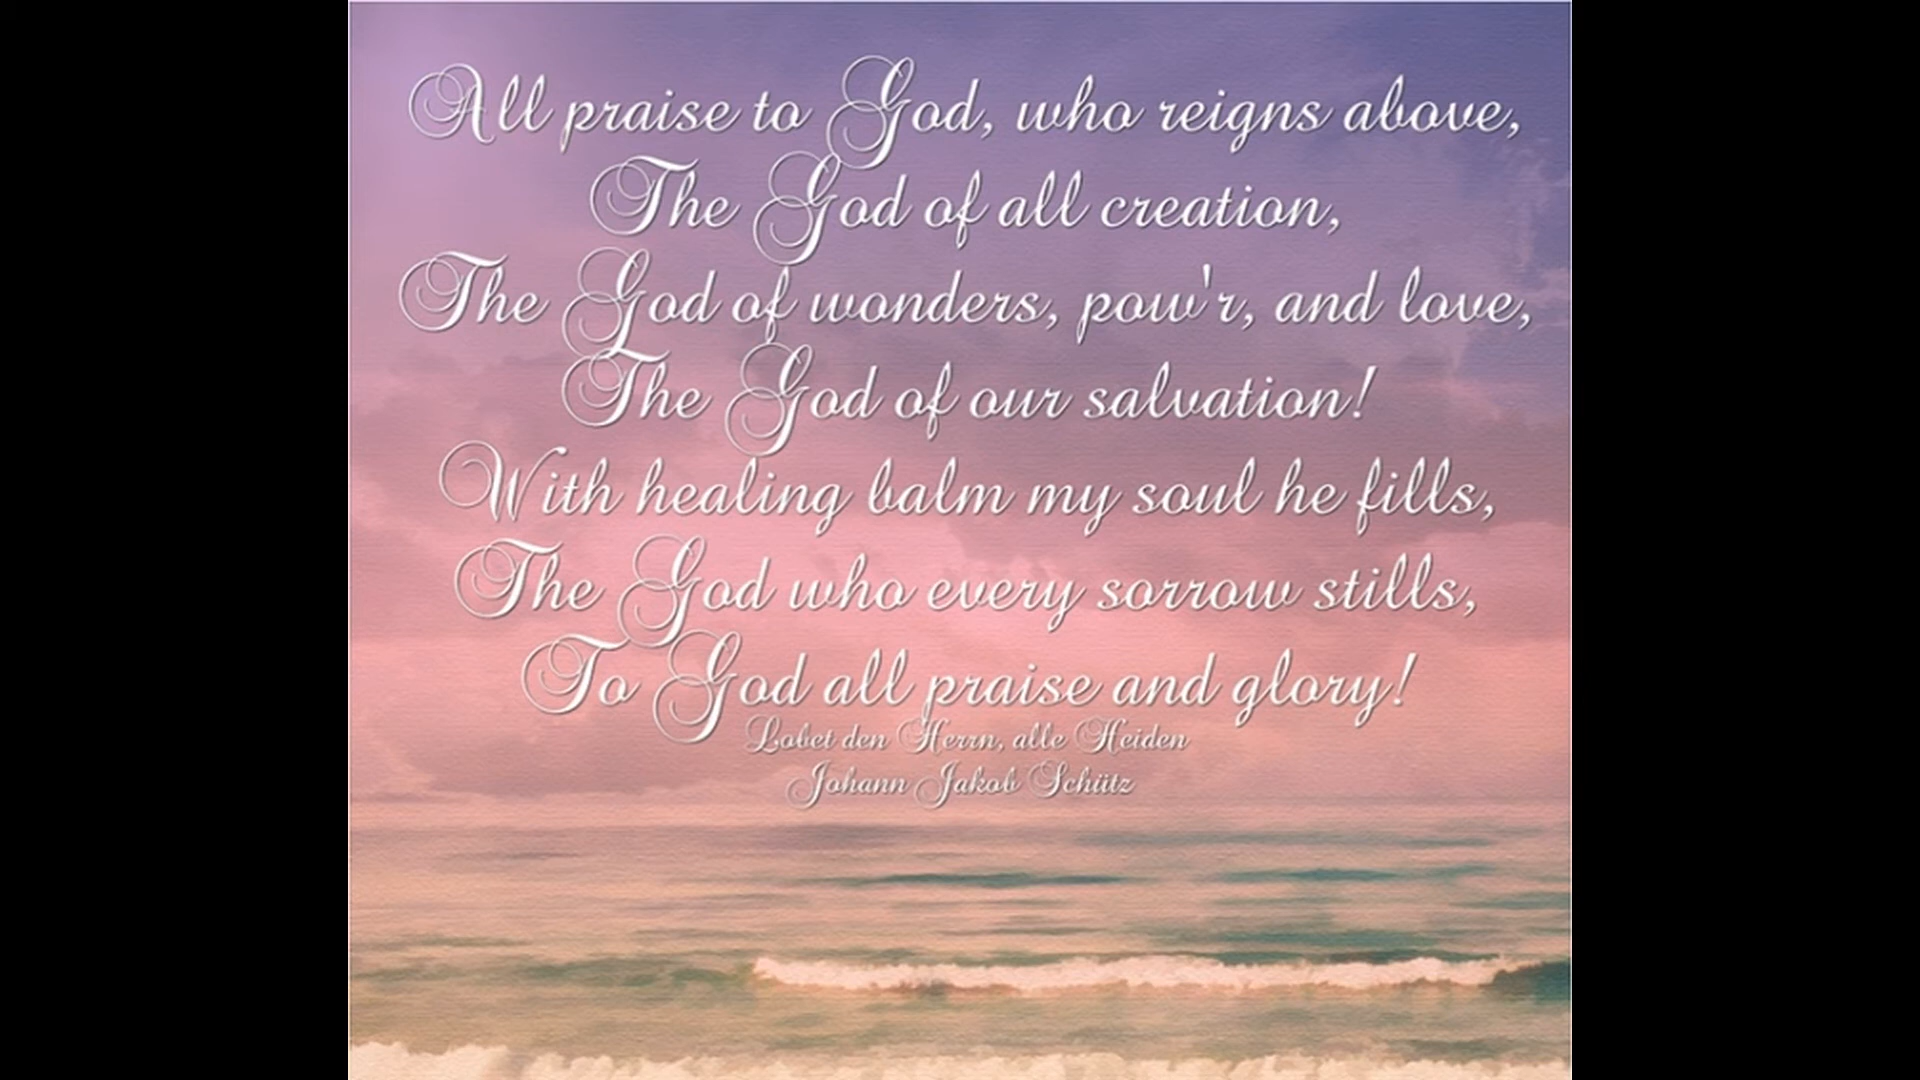 All praise to God, who reigns above,
The God of all creation,
The God of wonders, pow'r, and love,
The God of our salvation!
With healing balm my soul he fills,
The God who every sorrow stills,
To God all praise and glory!
Lobet den Herrn, alle Heiden
Johann Jakob Schütz